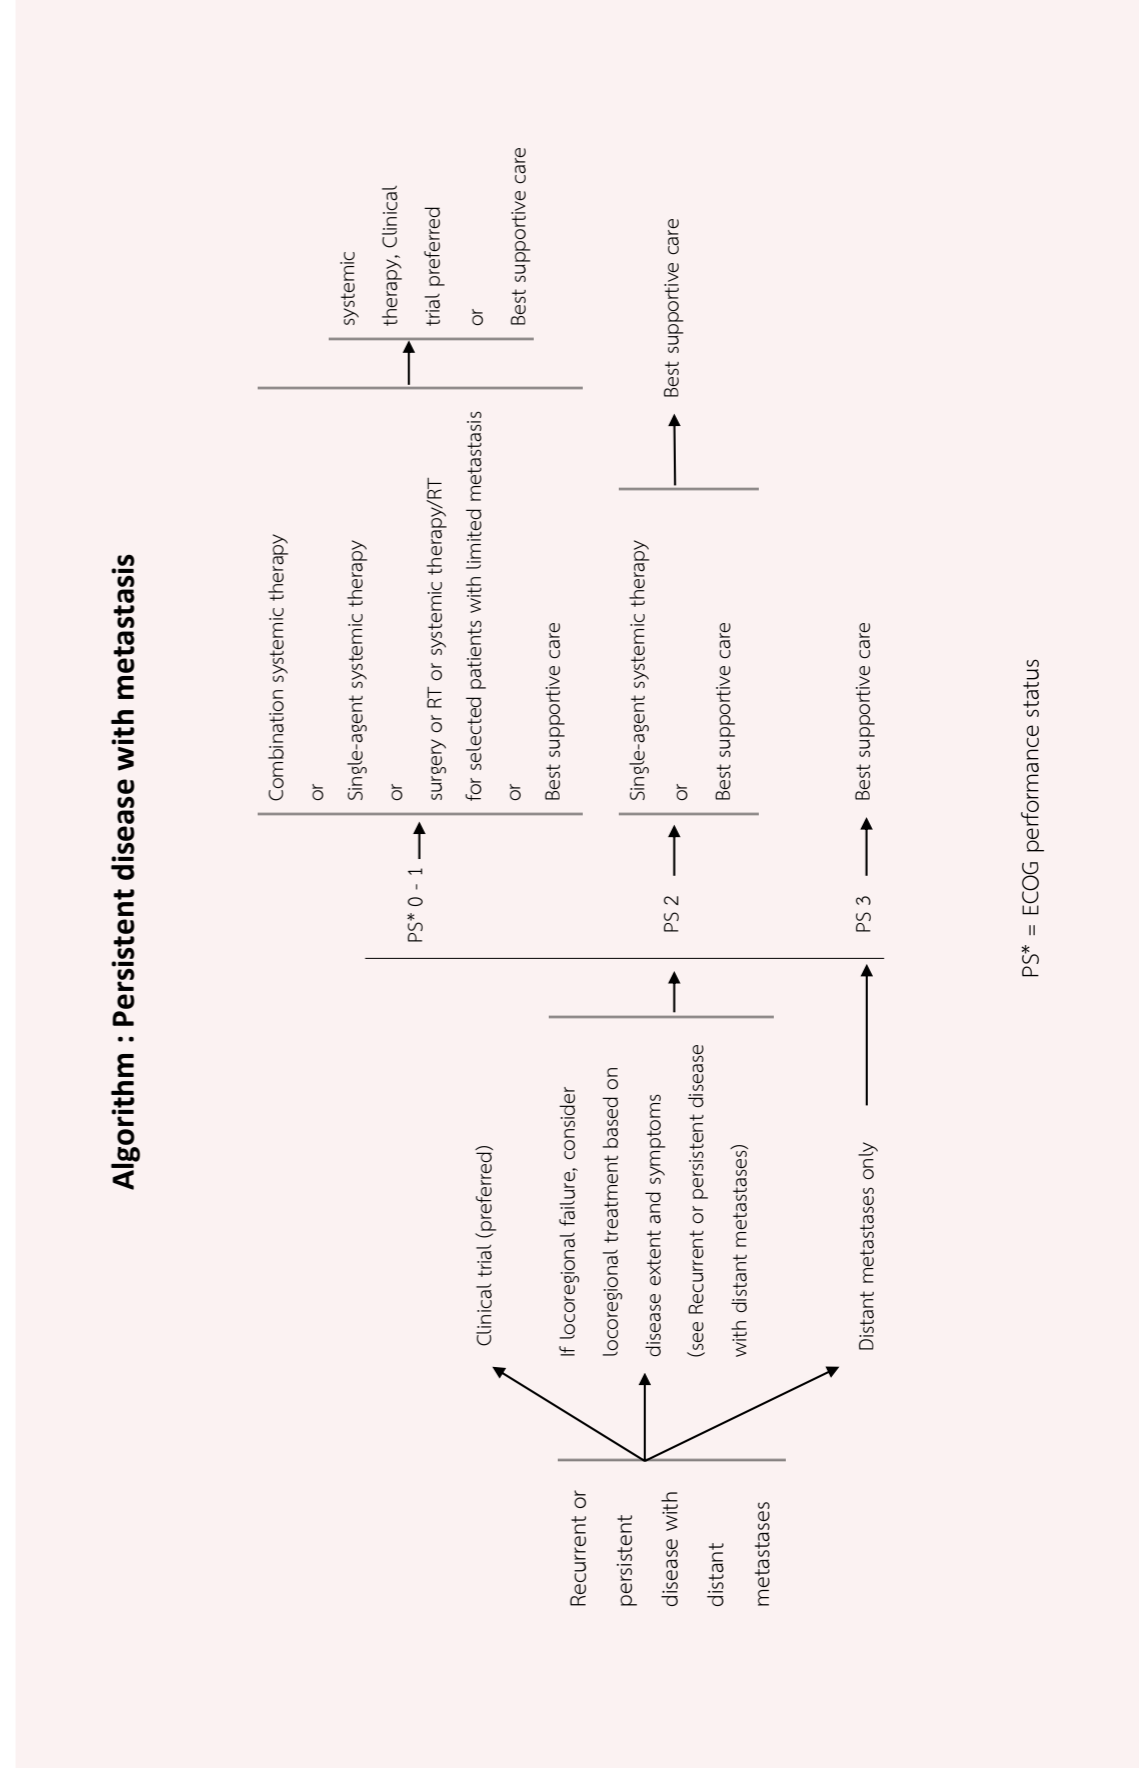 Algorithm : Persistent disease with metastasis
Recurrent or
persistent
disease with
distant
metastases
Clinical trial (preferred)
If locoregional failure, consider
locoregional treatment based on
disease extent and symptoms
(see Recurrent or persistent disease
with distant metastases)
Distant metastases only
PS* 0 - 1
Combination systemic therapy
or
Single-agent systemic therapy
or
surgery or RT or systemic therapy/RT
for selected patients with limited metastasis
or
Best supportive care
systemic
therapy, Clinical
trial preferred
or
Best supportive care
PS 2
Single-agent systemic therapy
or
Best supportive care
Best supportive care
PS 3
Best supportive care
PS* = ECOG performance status